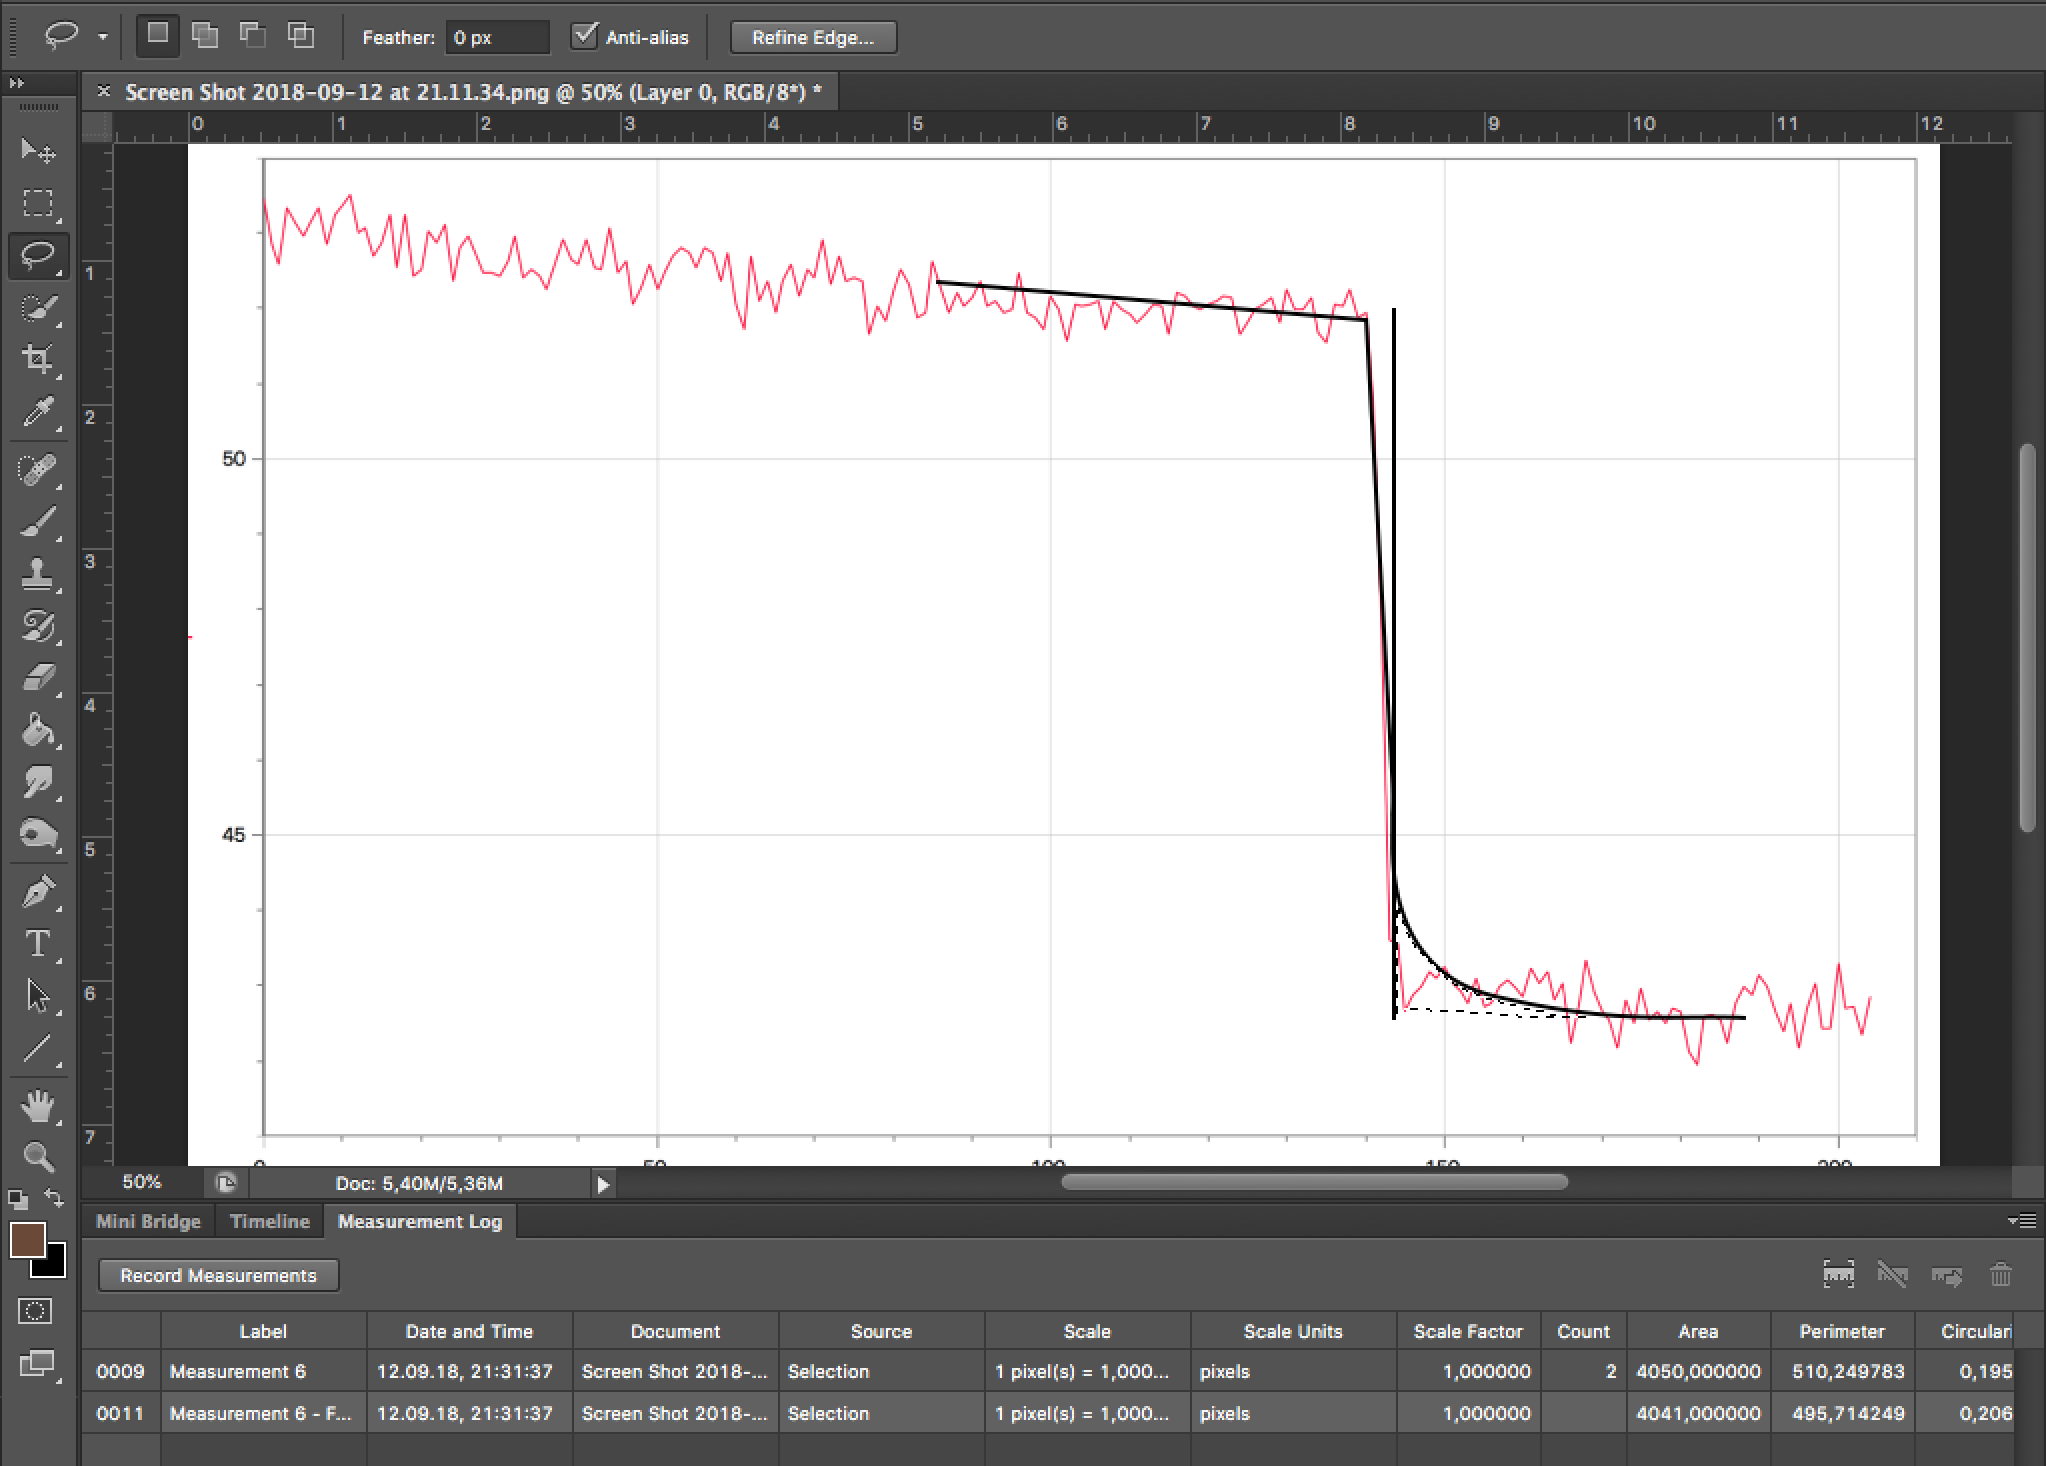 Feather: 0 px Anti-alias Refine Edge...
× Screen Shot 2018-09-12 at 21.11.34.png @ 50% (Layer 0, RGB/8*) *
0 1 2 3 4 5 6 7 8 9 10 11 12
1
2
50
3
4
45
5
6
7
0 50 100 150 200
50% Doc: 5,40M/5,36M
Mini Bridge Timeline Measurement Log
Record Measurements
Label Date and Time Document Source Scale Scale Units Scale Factor Count Area Perimeter Circulari
0009 Measurement 6 12.09.18, 21:31:37 Screen Shot 2018-... Selection 1 pixel(s) = 1,000... pixels 1,000000 2 4050,000000 510,249783 0,195
0011 Measurement 6 - F... 12.09.18, 21:31:37 Screen Shot 2018-... Selection 1 pixel(s) = 1,000... pixels 1,000000 4041,000000 495,714249 0,206